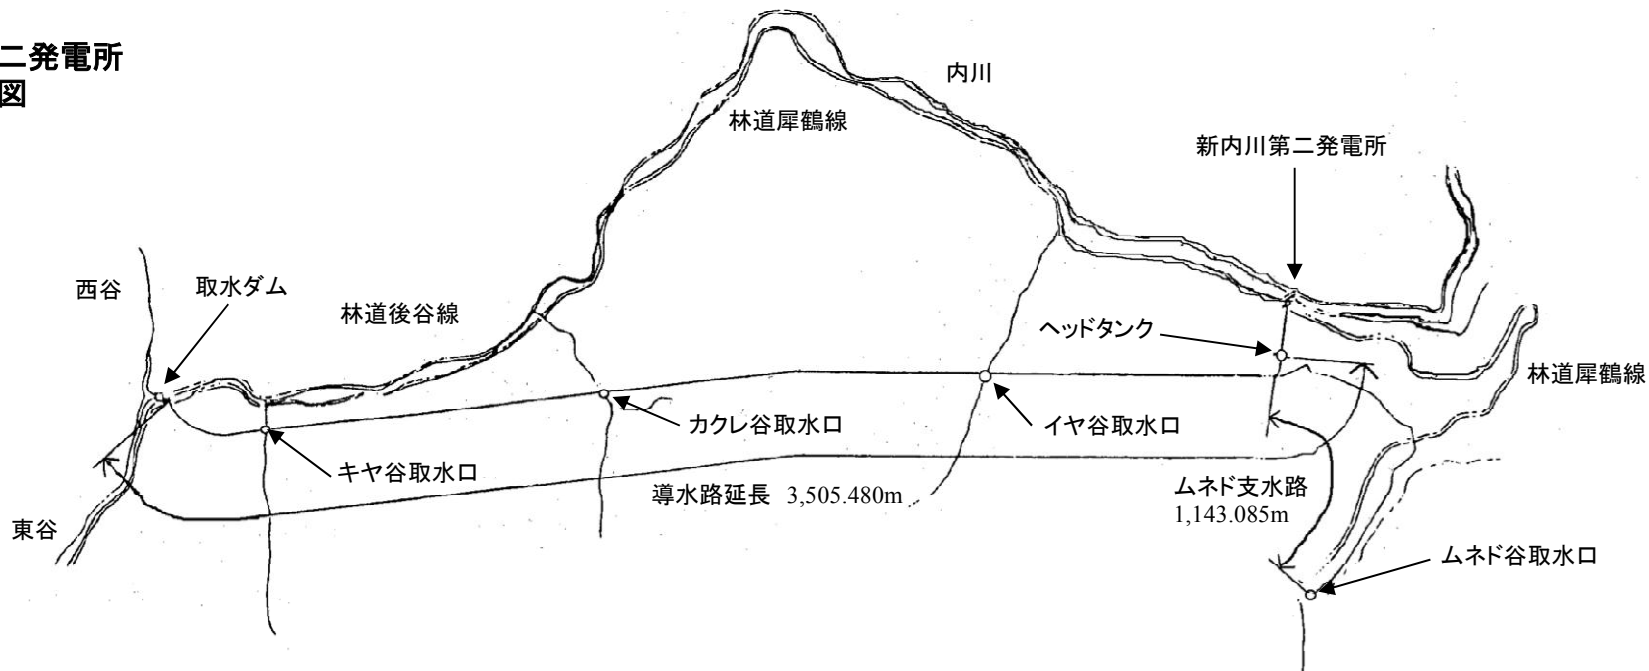 二発電所
図
内川
林道犀鶴線
新内川第二発電所
西谷
取水ダム
林道後谷線
ヘッドタンク
林道犀鶴線
カクレ谷取水口
イヤ谷取水口
キヤ谷取水口
導水路延長 3,505.480m
ムネド支水路
1,143.085m
東谷
ムネド谷取水口